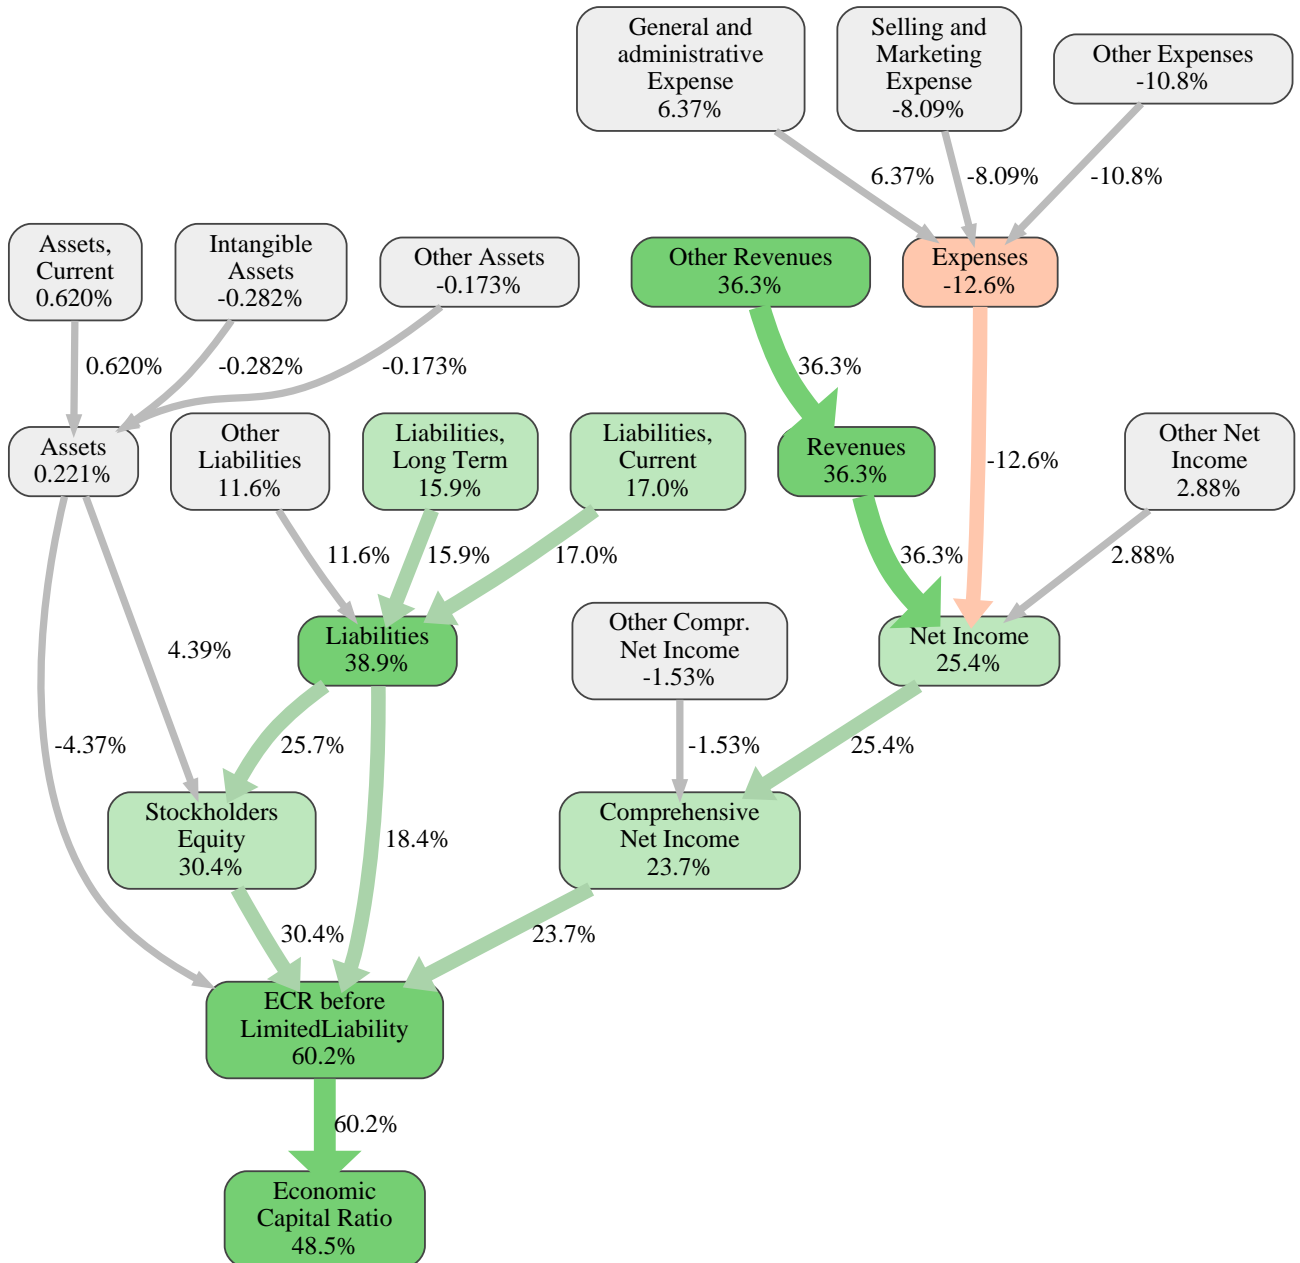 General and
administrative
Expense
6.37%
Selling and
Marketing
Expense
-8.09%
Other Expenses
-10.8%
6.37%
-8.09%
-10.8%
Assets,
Current
0.620%
Intangible
Assets
-0.282%
Other Assets
-0.173%
Other Revenues
36.3%
Expenses
-12.6%
0.620%
-0.282%
-0.173%
36.3%
Assets
0.221%
Other
Liabilities
11.6%
Liabilities,
Long Term
15.9%
Liabilities,
Current
17.0%
Revenues
36.3%
-12.6%
Other Net
Income
2.88%
11.6%
15.9%
17.0%
36.3%
2.88%
4.39%
Liabilities
38.9%
Other Compr.
Net Income
-1.53%
Net Income
25.4%
-4.37%
25.7%
-1.53%
25.4%
Stockholders
Equity
30.4%
18.4%
Comprehensive
Net Income
23.7%
30.4%
23.7%
ECR before
LimitedLiability
60.2%
60.2%
Economic
Capital Ratio
48.5%